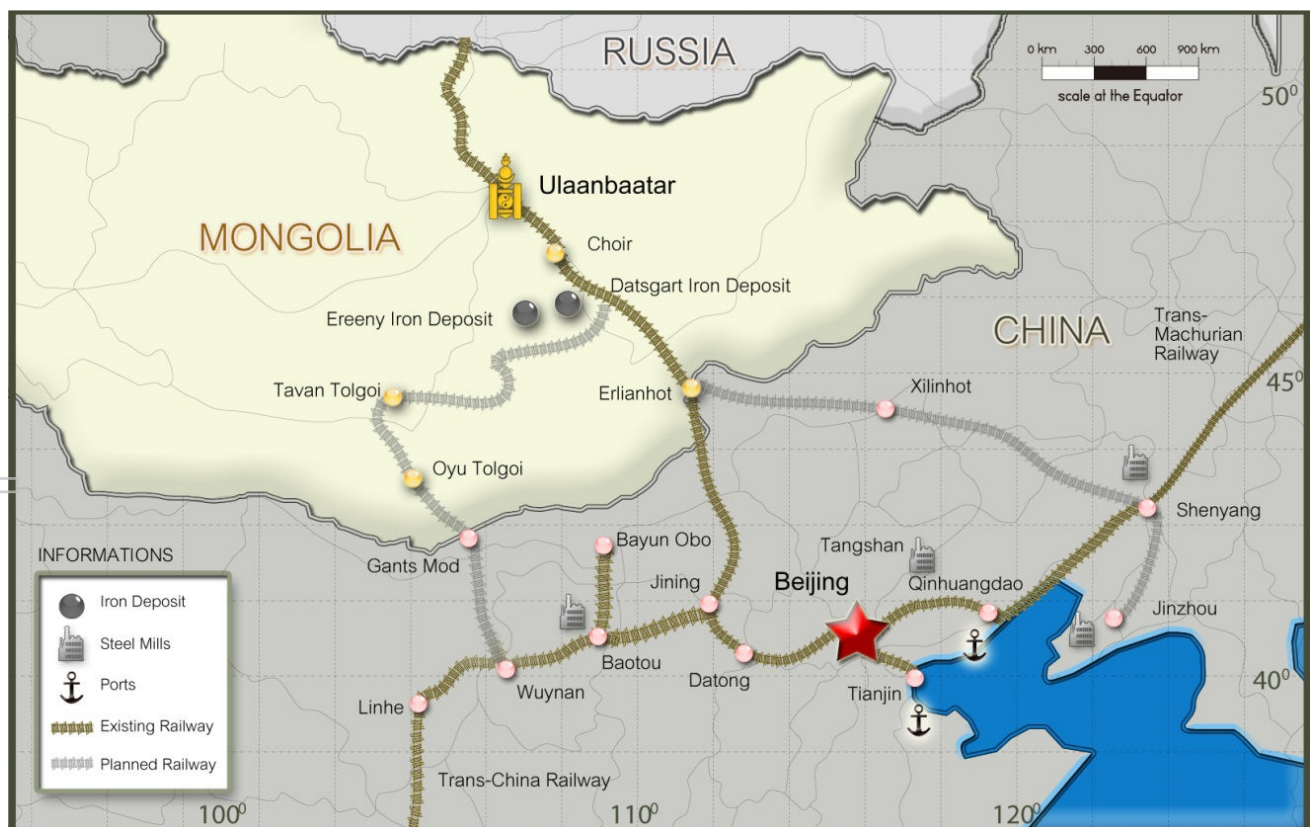 RUSSIA
0 km 300 600 900 km
scale at the Equator
50⁰
Ulaanbaatar
MONGOLIA
Choir
Datsgart Iron Deposit
Ereeny Iron Deposit
CHINA
Trans-
Machurian
Railway
45⁰
Tavan Tolgoi
Erlianhot
Xilinhot
Oyu Tolgoi
Shenyang
Gants Mod
Bayun Obo
Tangshan
Jining
Beijing
Qinhuangdao
Jinzhou
Baotou
Wuynan
Datong
Tianjin
40⁰
Linhe
Trans-China Railway
100⁰
110⁰
120⁰
INFORMATIONS
Iron Deposit
Steel Mills
Ports
Existing Railway
Planned Railway